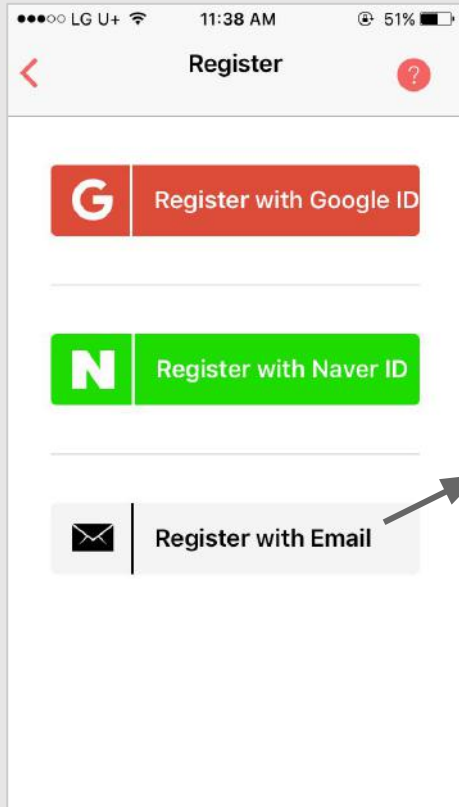 LG U+ 11:38 AM 51%
Register
?
G Register with Google ID
N Register with Naver ID
Register with Email